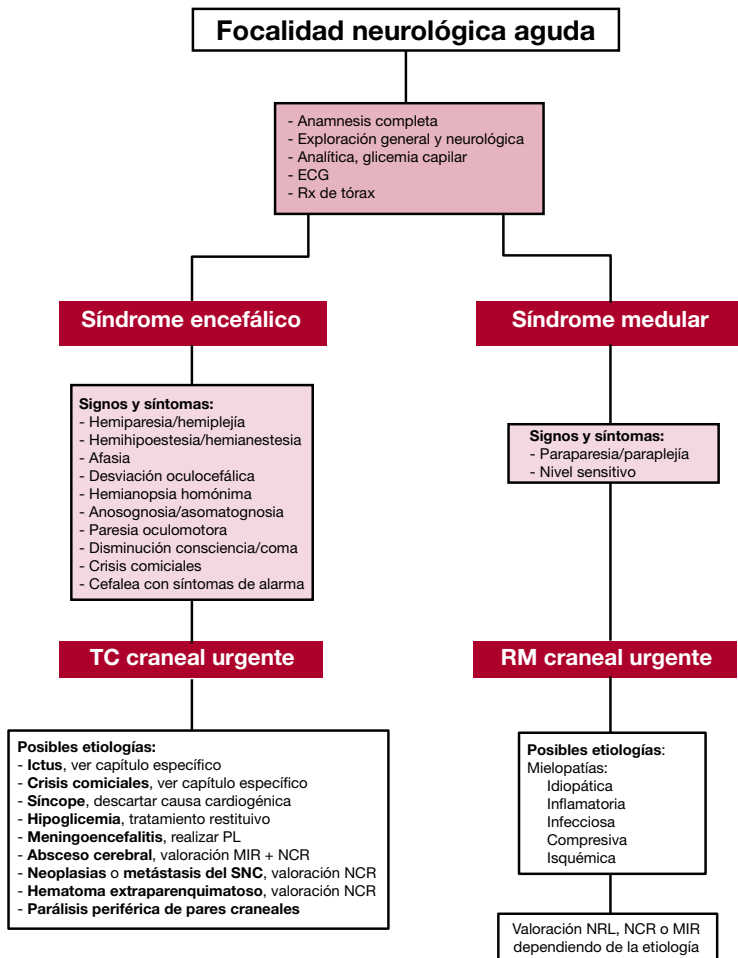 Focalidad neurológica aguda
- Anamnesis completa
- Exploración general y neurológica
- Analítica, glicemia capilar
- ECG
- Rx de tórax
Síndrome encefálico
Signos y síntomas:
- Hemiparesia/hemiplejía
- Hemihipoestesia/hemianestesia
- Afasia
- Desviación oculocefálica
- Hemianopsia homónima
- Anosognosia/asomatognosia
- Paresia oculomotora
- Disminución consciencia/coma
- Crisis comiciales
- Cefalea con síntomas de alarma
TC craneal urgente
Posibles etiologías:
- Ictus, ver capítulo específico
- Crisis comiciales, ver capítulo específico
- Síncope, descartar causa cardiogénica
- Hipoglicemia, tratamiento restitutivo
- Meningoencefalitis, realizar PL
- Absceso cerebral, valoración MIR + NCR
- Neoplasias o metástasis del SNC, valoración NCR
- Hematoma extraparenquimatoso, valoración NCR
- Parálisis periférica de pares craneales
Síndrome medular
Signos y síntomas:
- Paraparesia/paraplejía
- Nivel sensitivo
RM craneal urgente
Posibles etiologías:
Mielopatías:
Idiopática
Inflamatoria
Infecciosa
Compresiva
Isquémica
Valoración NRL, NCR o MIR
dependiendo de la etiología